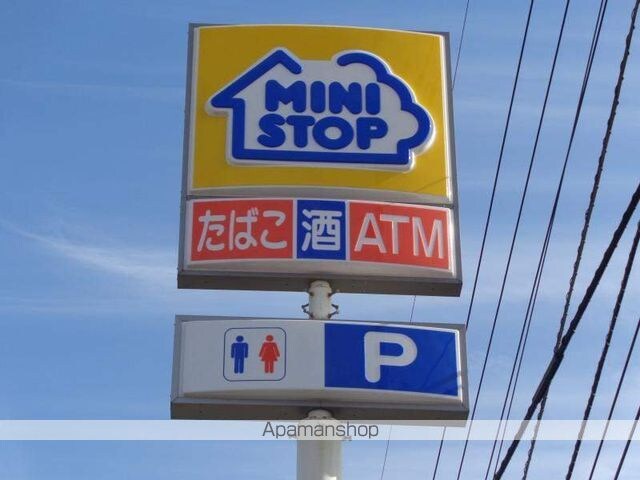 MINI
STOP
たばこ 酒 ATM
P
Apamanshop